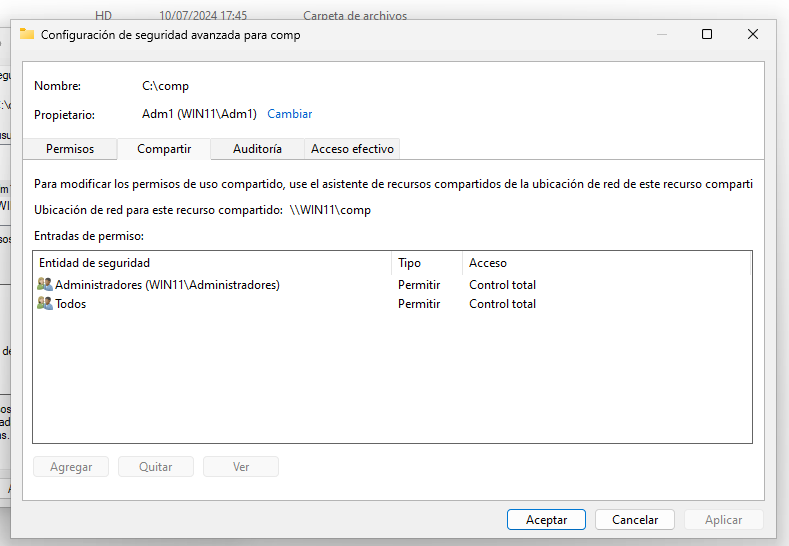 HD 10/07/2024 17:45 Carpeta de archivos
Configuración de seguridad avanzada para comp
Nombre: C:\comp
Propietario: Adm1 (WIN11\Adm1) Cambiar
Permisos Compartir Auditoría Acceso efectivo
Para modificar los permisos de uso compartido, use el asistente de recursos compartidos de la ubicación de red de este recurso comparti
Ubicación de red para este recurso compartido: \\WIN11\comp
Entradas de permiso:
Entidad de seguridad Tipo Acceso
Administradores (WIN11\Administradores) Permitir Control total
Todos Permitir Control total
Agregar Quitar Ver
Aceptar Cancelar Aplicar